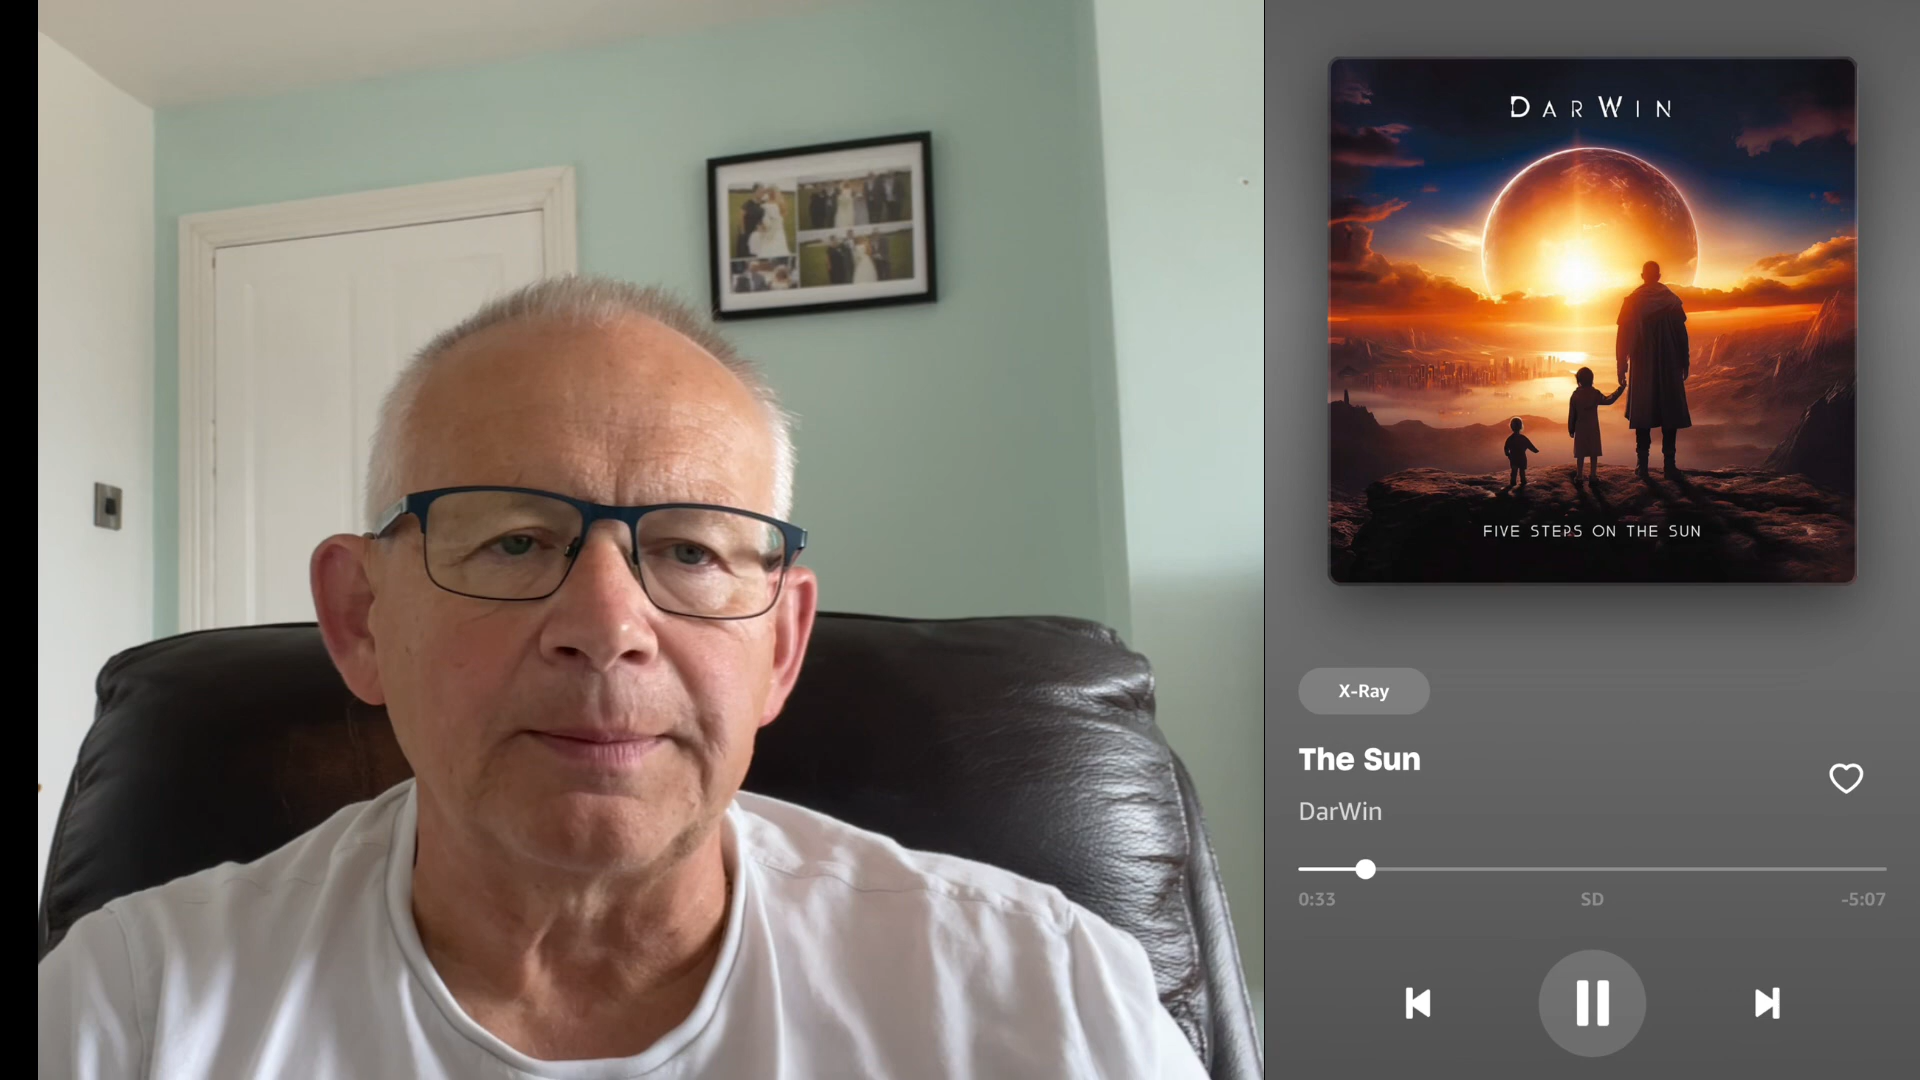 DARWIN
FIVE STEPS ON THE SUN
X-Ray
The Sun
DarWin
0:33
SD
-5:07